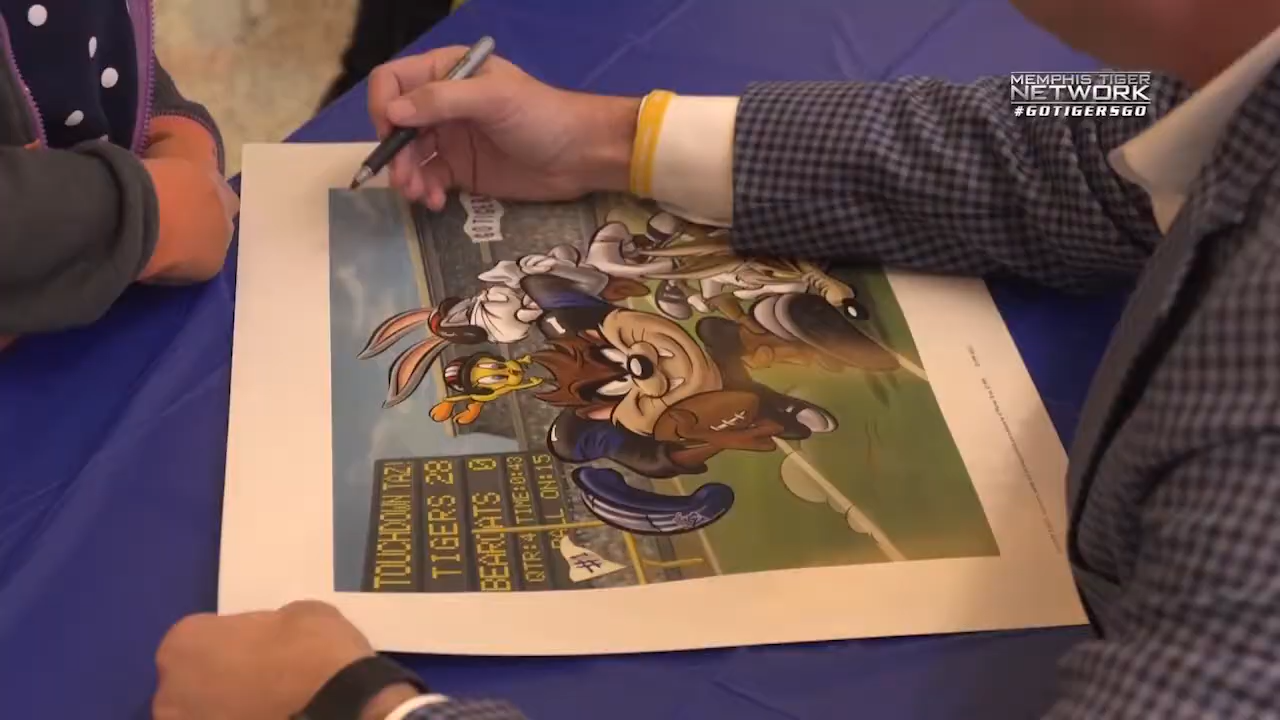 MEMPHIS TIGER
NETWORK
#GOTIGERSGO
GO TIGERS
TOUCHDOWN TAZ!
TIGERS 28
BEARCATS 0
QTR:4 TIME:0:43
BALL ON:15
#1